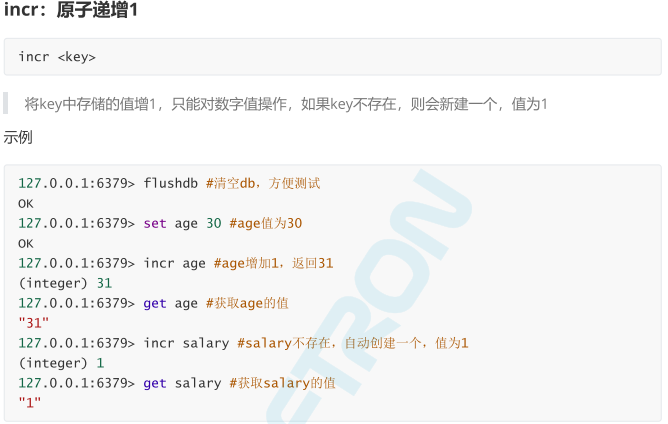 incr：原子递增1
incr <key>
将key中存储的值增1，只能对数字值操作，如果key不存在，则会新建一个，值为1
示例
127.0.0.1:6379> flushdb #清空db，方便测试
OK
127.0.0.1:6379> set age 30 #age值为30
OK
127.0.0.1:6379> incr age #age增加1，返回31
(integer) 31
127.0.0.1:6379> get age #获取age的值
"31"
127.0.0.1:6379> incr salary #salary不存在，自动创建一个，值为1
(integer) 1
127.0.0.1:6379> get salary #获取salary的值
"1"